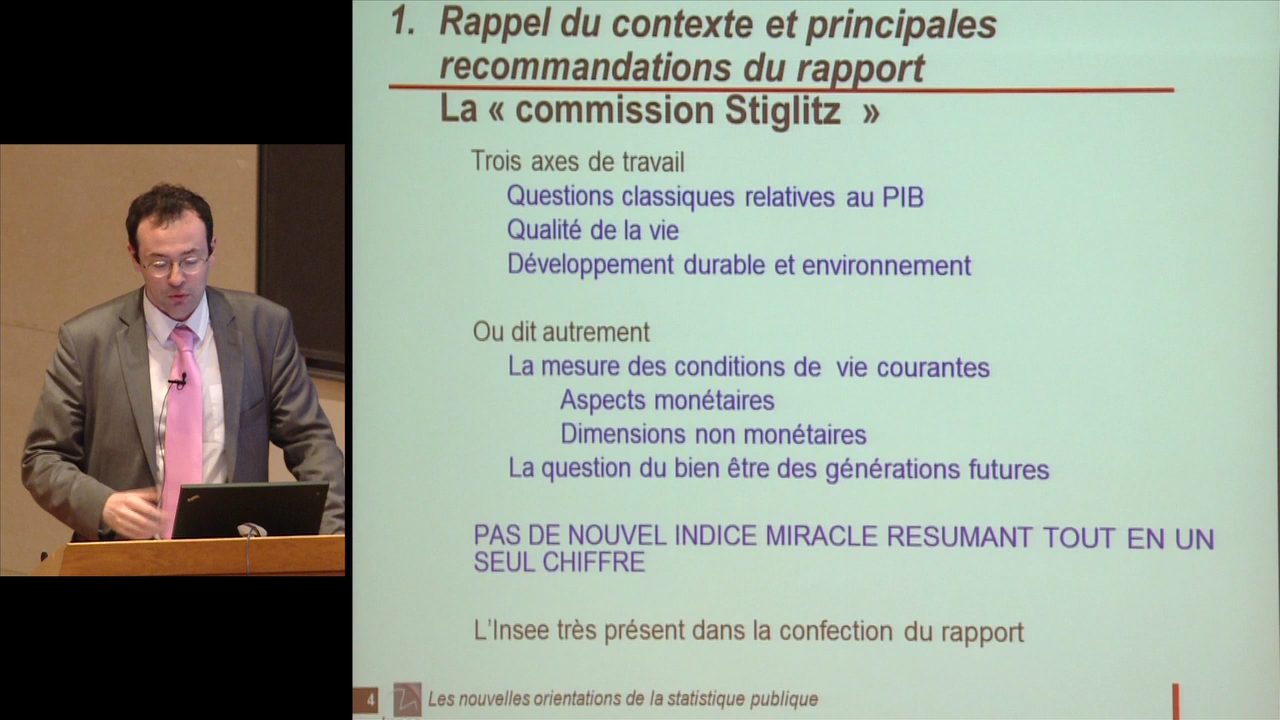 1. Rappel du contexte et principales
recommandations du rapport
La « commission Stiglitz »
Trois axes de travail
Questions classiques relatives au PIB
Qualité de la vie
Développement durable et environnement
Ou dit autrement
La mesure des conditions de vie courantes
Aspects monétaires
Dimensions non monétaires
La question du bien être des générations futures
PAS DE NOUVEL INDICE MIRACLE RESUMANT TOUT EN UN
SEUL CHIFFRE
L'Insee très présent dans la confection du rapport
4 Les nouvelles orientations de la statistique publique